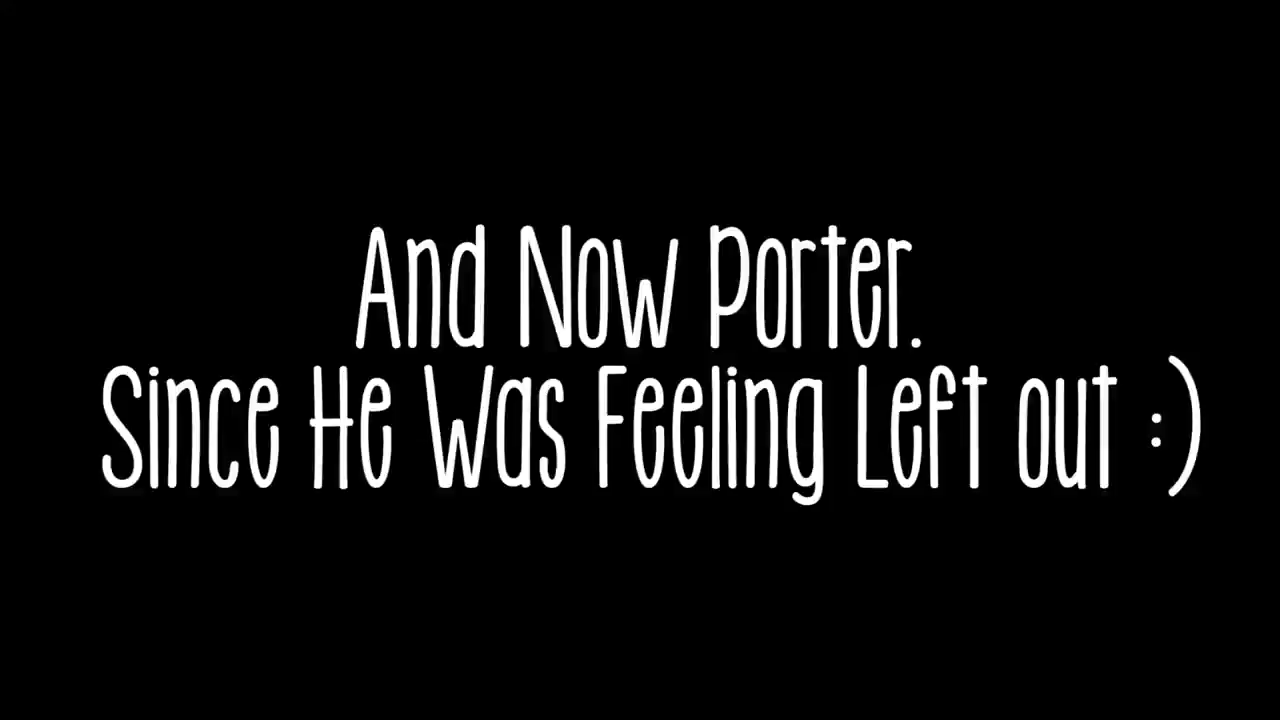 And Now Porter.
Since He Was Feeling Left out :)